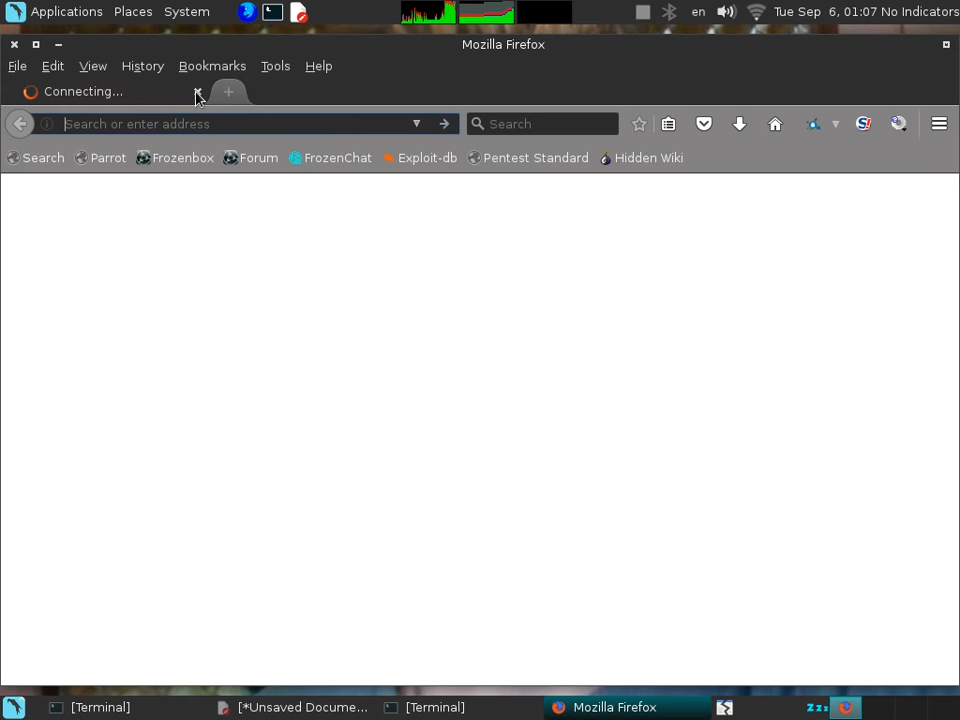 Applications Places System en Tue Sep 6, 01:07 No Indicators
Mozilla Firefox
File Edit View History Bookmarks Tools Help
Connecting...
Search or enter address Search
Search Parrot Frozenbox Forum FrozenChat Exploit-db Pentest Standard Hidden Wiki
[Terminal] [*Unsaved Docume... [Terminal] Mozilla Firefox zzz